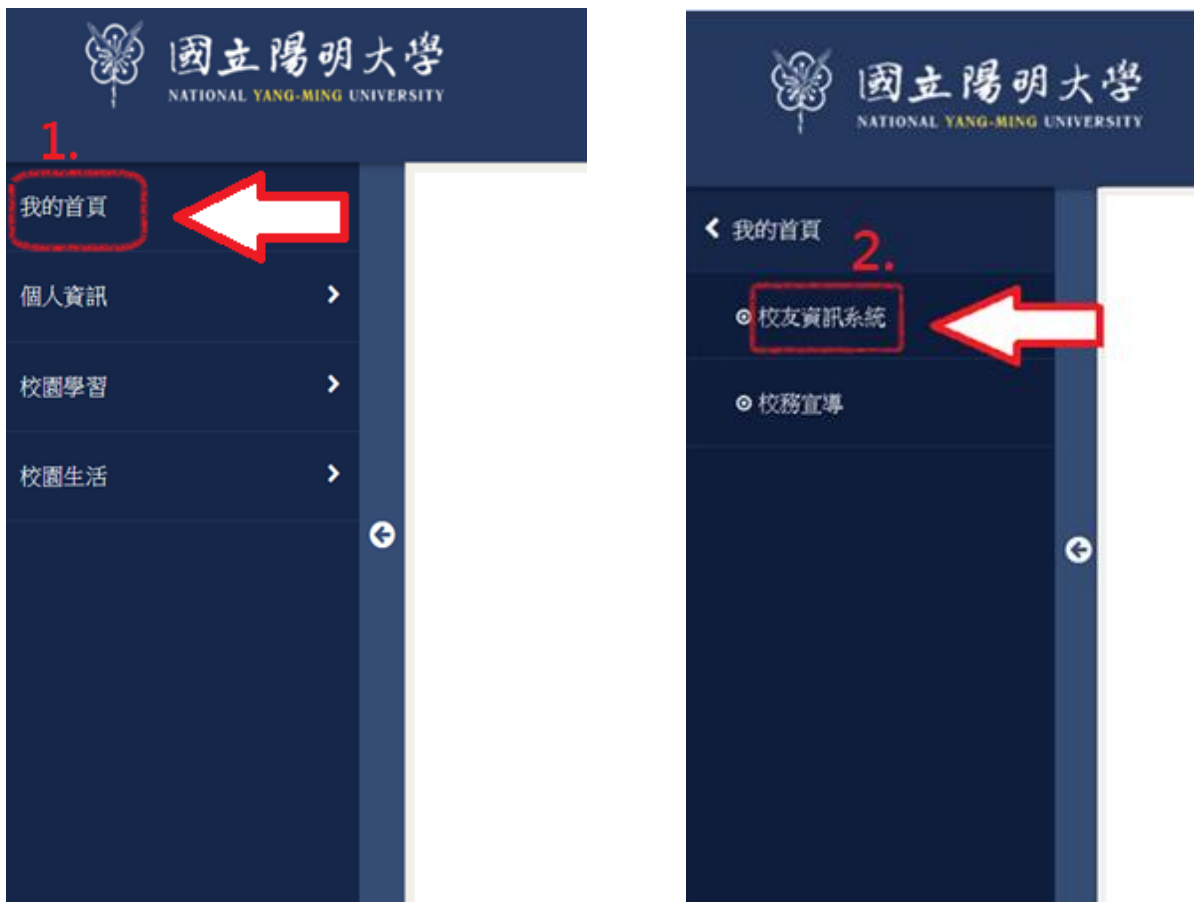 國立陽明大學
NATIONAL YANG-MING UNIVERSITY
1.
我的首頁
個人資訊
校園學習
校園生活
國立陽明大學
NATIONAL YANG-MING UNIVERSITY
我的首頁
2.
校友資訊系統
校務宣導